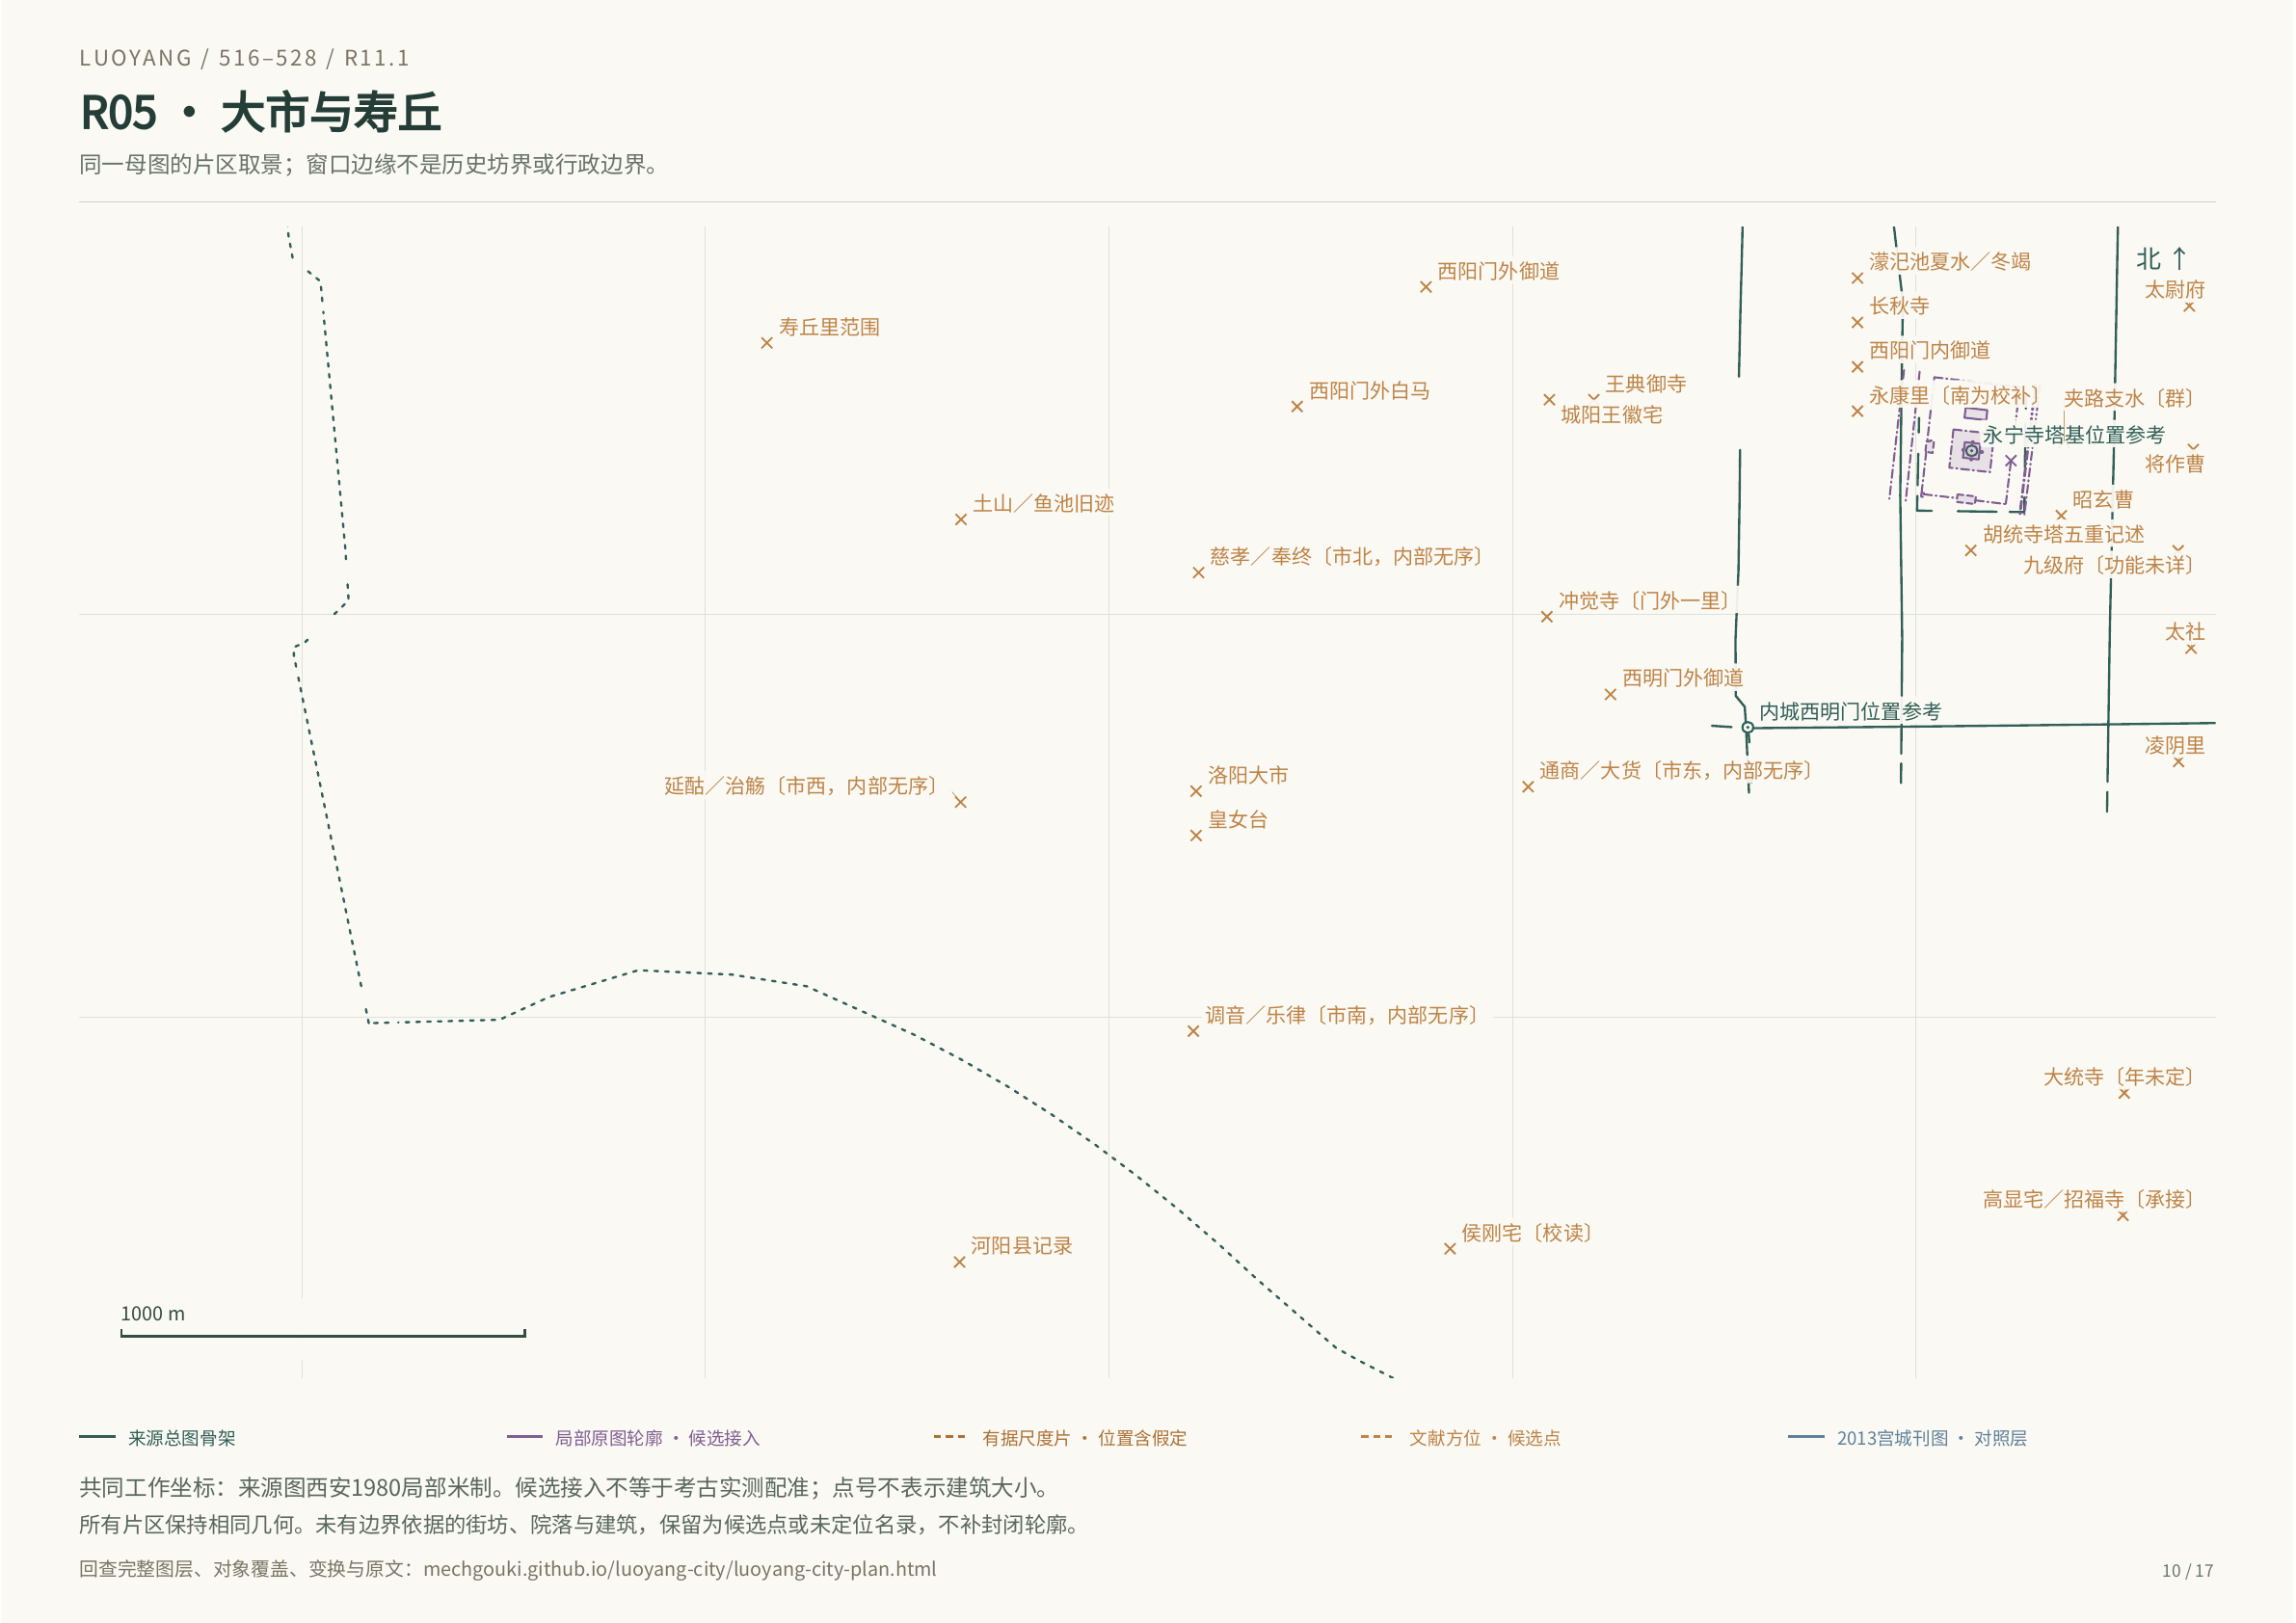 LUOYANG / 516–528 / R11.1
R05 · 大市与寿丘
同一母图的片区取景；窗口边缘不是历史坊界或行政边界。
北 ↑
濛汜池夏水／冬竭
西阳门外御道
太尉府
长秋寺
寿丘里范围
西阳门内御道
王典御寺
西阳门外白马
永康里〔南为校补〕
夹路支水〔群〕
城阳王徽宅
永宁寺塔基位置参考
将作曹
土山／鱼池旧迹
昭玄曹
胡统寺塔五重记述
慈孝／奉终〔市北，内部无序〕
九级府〔功能未详〕
冲觉寺〔门外一里〕
太社
西明门外御道
内城西明门位置参考
凌阴里
洛阳大市
通商／大货〔市东，内部无序〕
延酤／治觞〔市西，内部无序〕
皇女台
调音／乐律〔市南，内部无序〕
大统寺〔年未定〕
高显宅／招福寺〔承接〕
侯刚宅〔校读〕
河阳县记录
1000 m
来源总图骨架
局部原图轮廓 · 候选接入
有据尺度片 · 位置含假定
文献方位 · 候选点
2013宫城刊图 · 对照层
共同工作坐标：来源图西安1980局部米制。候选接入不等于考古实测配准；点号不表示建筑大小。
所有片区保持相同几何。未有边界依据的街坊、院落与建筑，保留为候选点或未定位名录，不补封闭轮廓。
回查完整图层、对象覆盖、变换与原文：mechgouki.github.io/luoyang-city/luoyang-city-plan.html
10 / 17